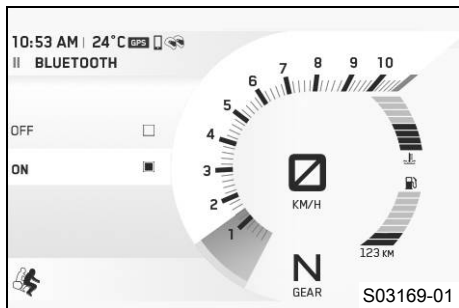 10:53 AM | 24°C GPS
II BLUETOOTH
OFF
ON
1
2
3
4
5
6
7
8
9
10
0
KM/H
N
GEAR
123 KM
S03169-01